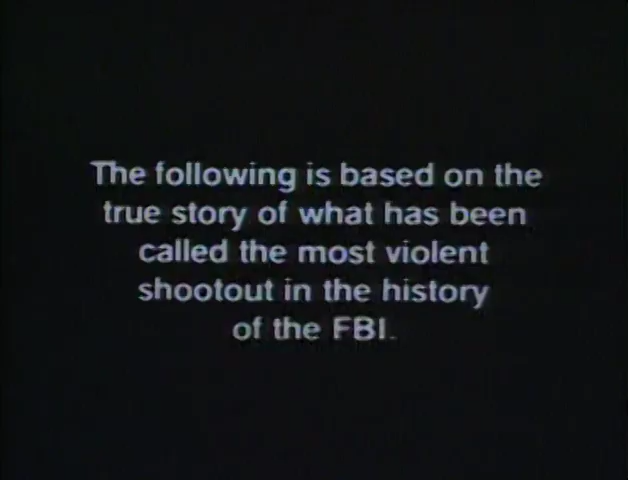 The following is based on the
true story of what has been
called the most violent
shootout in the history
of the FBI.